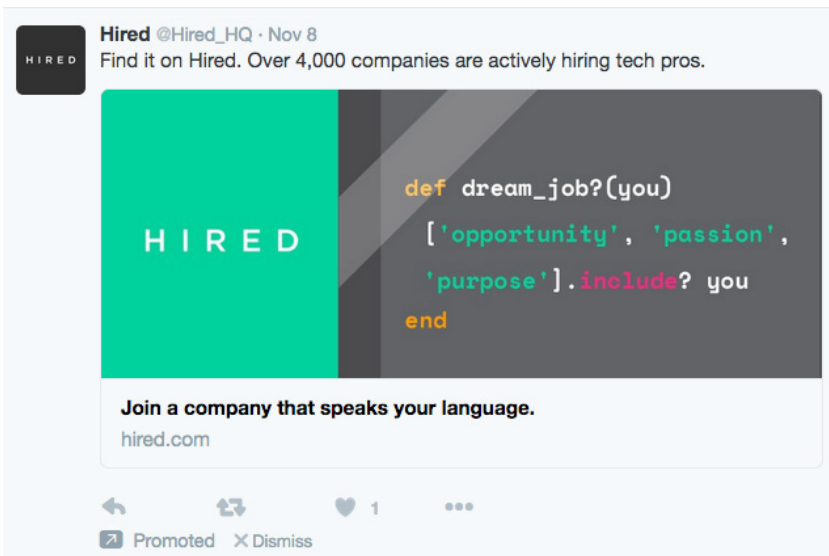 Hired @Hired_HQ · Nov 8
HIRED
Find it on Hired. Over 4,000 companies are actively hiring tech pros.
HIRED
def dream_job?(you)
['opportunity', 'passion',
'purpose'].include? you
end
Join a company that speaks your language.
hired.com
1
Promoted Dismiss